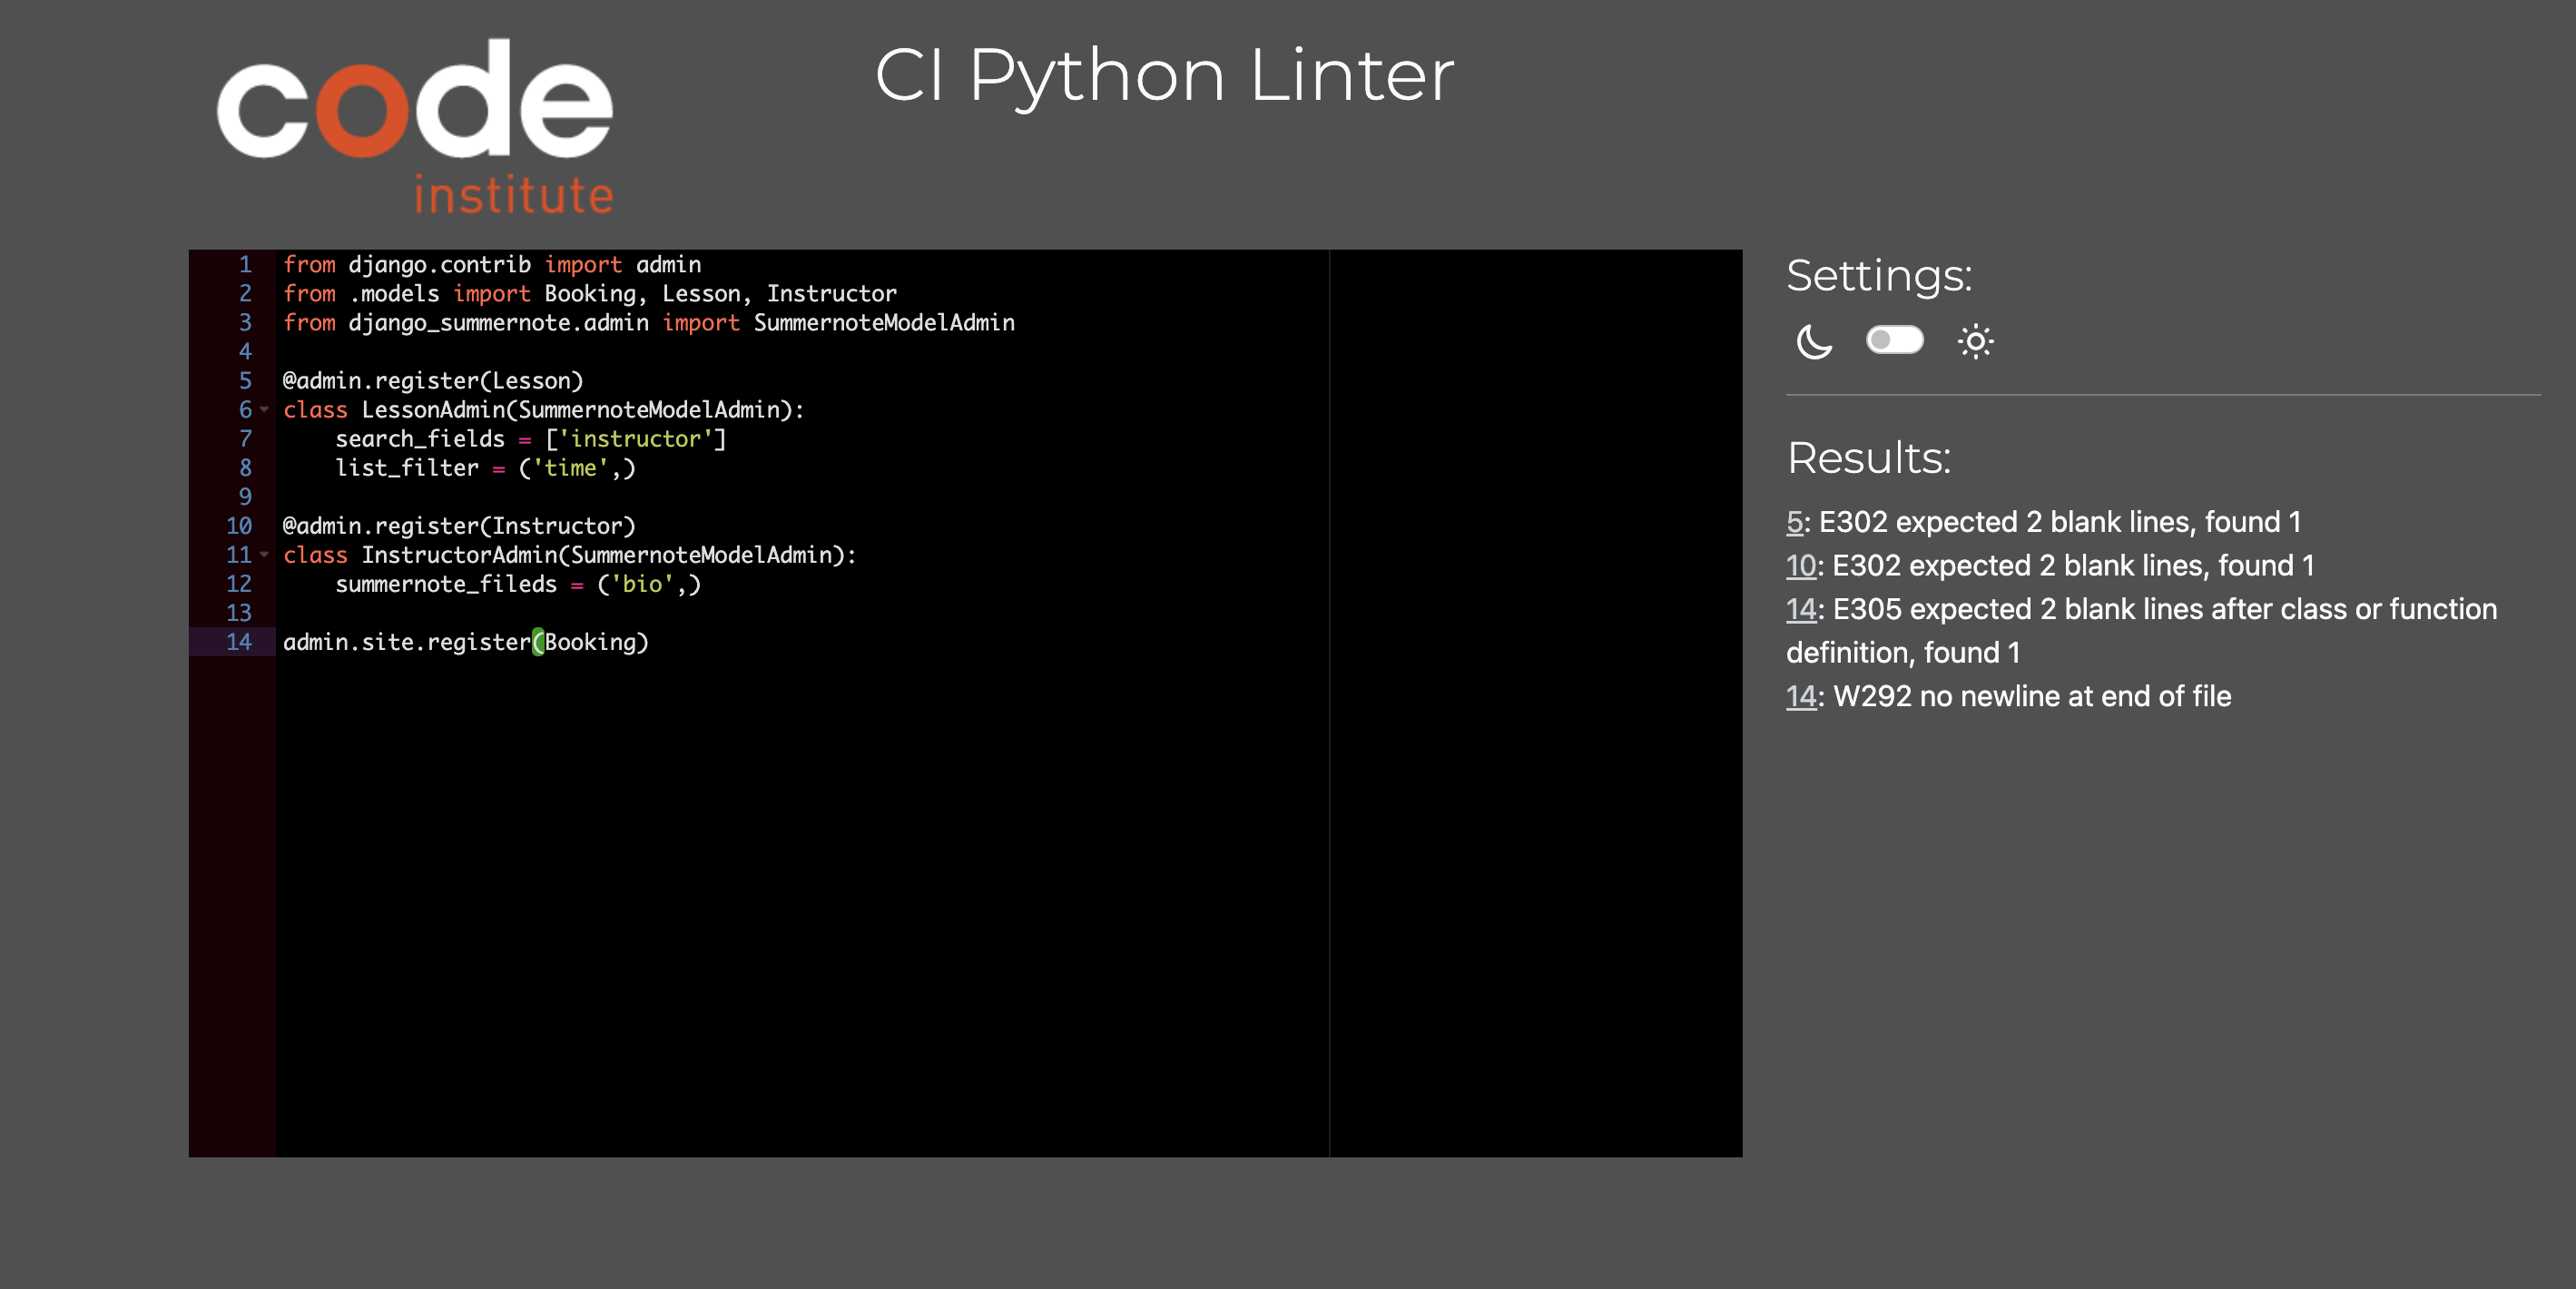 code
institute
CI Python Linter
1 from django.contrib import admin
2 from .models import Booking, Lesson, Instructor
3 from django_summernote.admin import SummernoteModelAdmin
4
5 @admin.register(Lesson)
6 class LessonAdmin(SummernoteModelAdmin):
7     search_fields = ['instructor']
8     list_filter = ('time',)
9
10 @admin.register(Instructor)
11 class InstructorAdmin(SummernoteModelAdmin):
12     summernote_fileds = ('bio',)
13
14 admin.site.register(Booking)
Settings:
Results:
5: E302 expected 2 blank lines, found 1
10: E302 expected 2 blank lines, found 1
14: E305 expected 2 blank lines after class or function
definition, found 1
14: W292 no newline at end of file